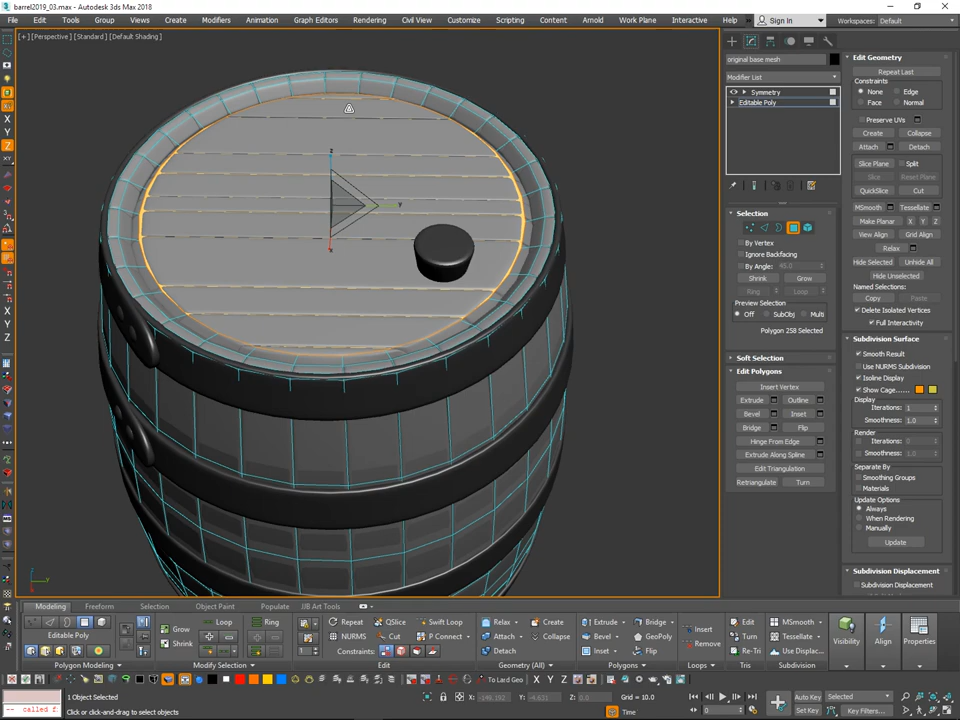 barrel2019_03.max - Autodesk 3ds Max 2018
File Edit Tools Group Views Create Modifiers Animation Graph Editors Rendering Civil View Customize Scripting Content Arnold Work Plane Interactive Help Sign In Workspaces: Default
[+] [Perspective] [Standard] [Default Shading]
original base mesh
Modifier List
Symmetry
Editable Poly
Selection
By Vertex
Ignore Backfacing
By Angle: 45.0
Shrink Grow
Ring Loop
Preview Selection
Off SubObj Multi
Polygon 258 Selected
Soft Selection
Edit Polygons
Insert Vertex
Extrude Outline
Bevel Inset
Bridge Flip
Hinge From Edge
Extrude Along Spline
Edit Triangulation
Retriangulate Turn
Edit Geometry
Repeat Last
Constraints
None Edge
Face Normal
Preserve UVs
Create Collapse
Attach Detach
Slice Plane Split
Slice Reset Plane
QuickSlice Cut
MSmooth Tessellate
Make Planar X Y Z
View Align Grid Align
Relax
Hide Selected Unhide All
Hide Unselected
Named Selections:
Copy Paste
Delete Isolated Vertices
Full Interactivity
Subdivision Surface
Smooth Result
Use NURMS Subdivision
Isoline Display
Show Cage......
Display
Iterations: 1
Smoothness: 1.0
Render
Iterations: 0
Smoothness: 1.0
Separate By
Smoothing Groups
Materials
Update Options
Always
When Rendering
Manually
Update
Subdivision Displacement
Subdivision Displacement
X
Y
Z
XY
X
Y
Z
z
y
x
z
y
Modeling Freeform Selection Object Paint Populate JJB Art Tools
Editable Poly
Polygon Modeling
Grow Loop Ring
Shrink
Modify Selection
Repeat QSlice Swift Loop
NURMS Cut P Connect
Constraints:
Edit
Relax Create
Attach Collapse
Detach
Geometry (All)
Extrude Bridge
Bevel GeoPoly
Inset Flip
Polygons
Insert
Remove
Loops
Edit
Turn
Re-Tri
Tris
MSmooth
Tessellate
Use Displac...
Subdivision
Visibility
Align
Properties
To Land Geo
X Y Z
1 Object Selected
Click or click-and-drag to select objects
-- called f
X: -146.192 Y: -4.631 Z: 0.0 Grid = 10.0
Time
0
Auto Key Selected
Set Key Key Filters...